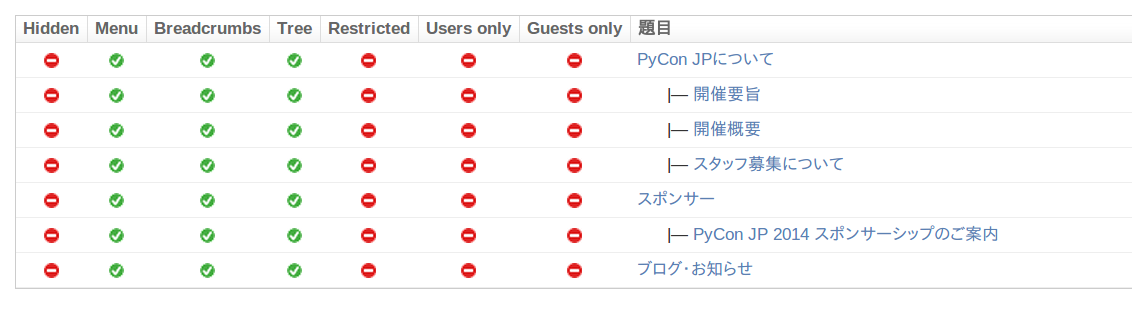 Hidden Menu Breadcrumbs Tree Restricted Users only Guests only 題目
PyCon JPについて
|— 開催要旨
|— 開催概要
|— スタッフ募集について
スポンサー
|— PyCon JP 2014 スポンサーシップのご案内
ブログ・お知らせ